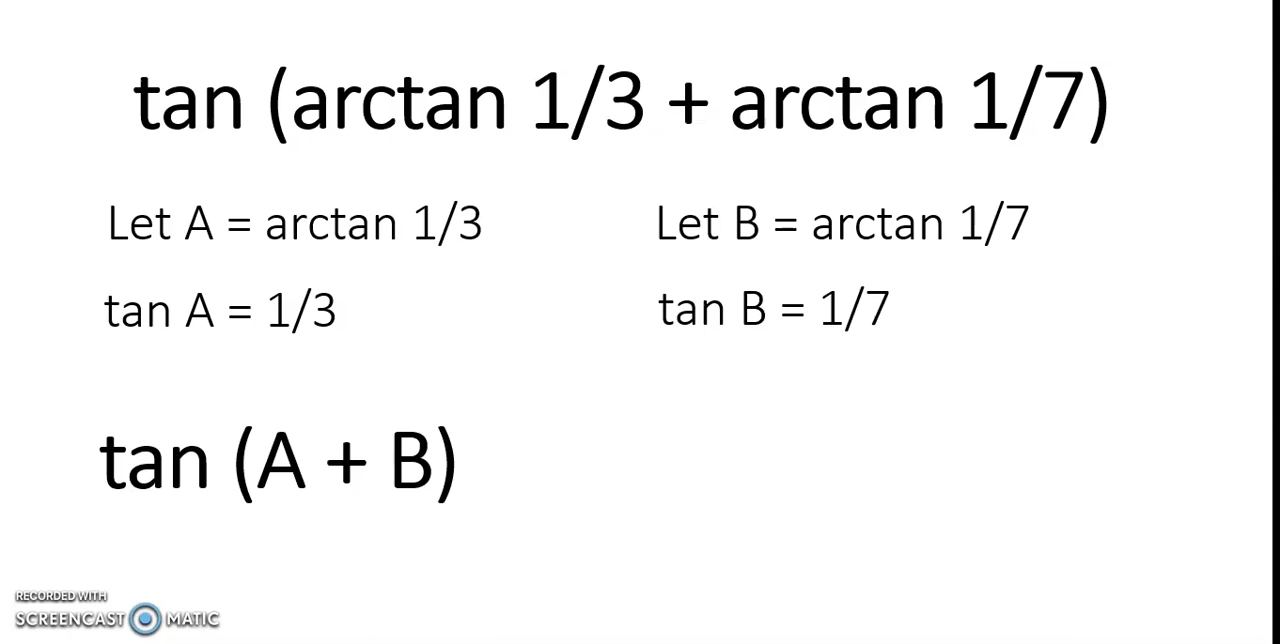 tan (arctan 1/3 + arctan 1/7)
Let A = arctan 1/3
Let B = arctan 1/7
tan A = 1/3
tan B = 1/7
tan (A + B)
RECORDED WITH
SCREENCAST MATIC